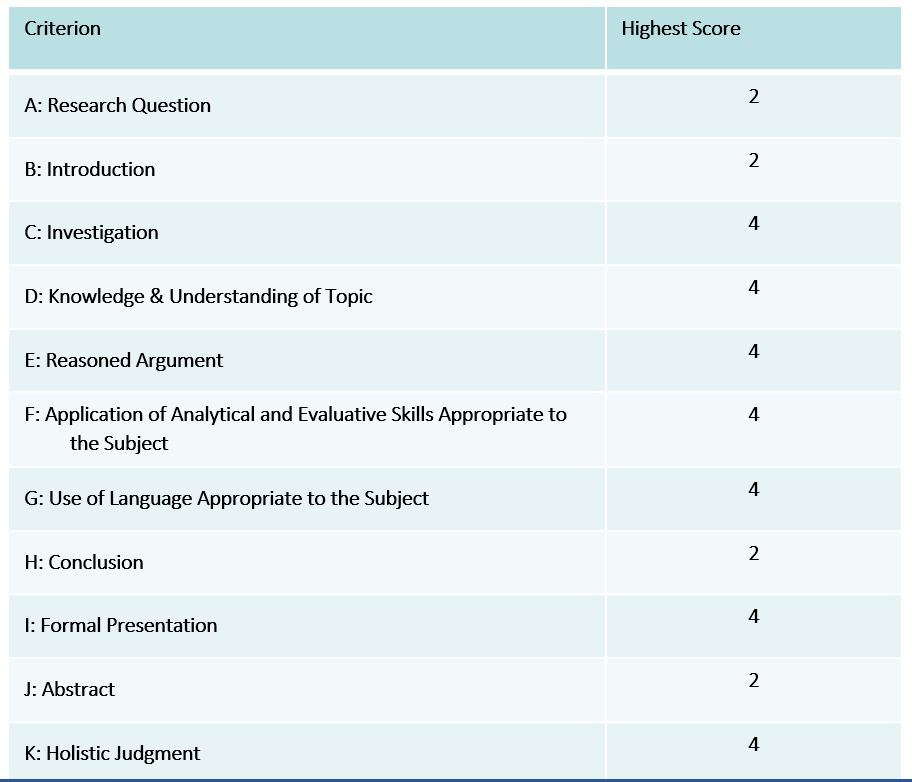 Criterion Highest Score
A: Research Question 2
B: Introduction 2
C: Investigation 4
D: Knowledge & Understanding of Topic 4
E: Reasoned Argument 4
F: Application of Analytical and Evaluative Skills Appropriate to 4
the Subject
G: Use of Language Appropriate to the Subject 4
H: Conclusion 2
I: Formal Presentation 4
J: Abstract 2
K: Holistic Judgment 4